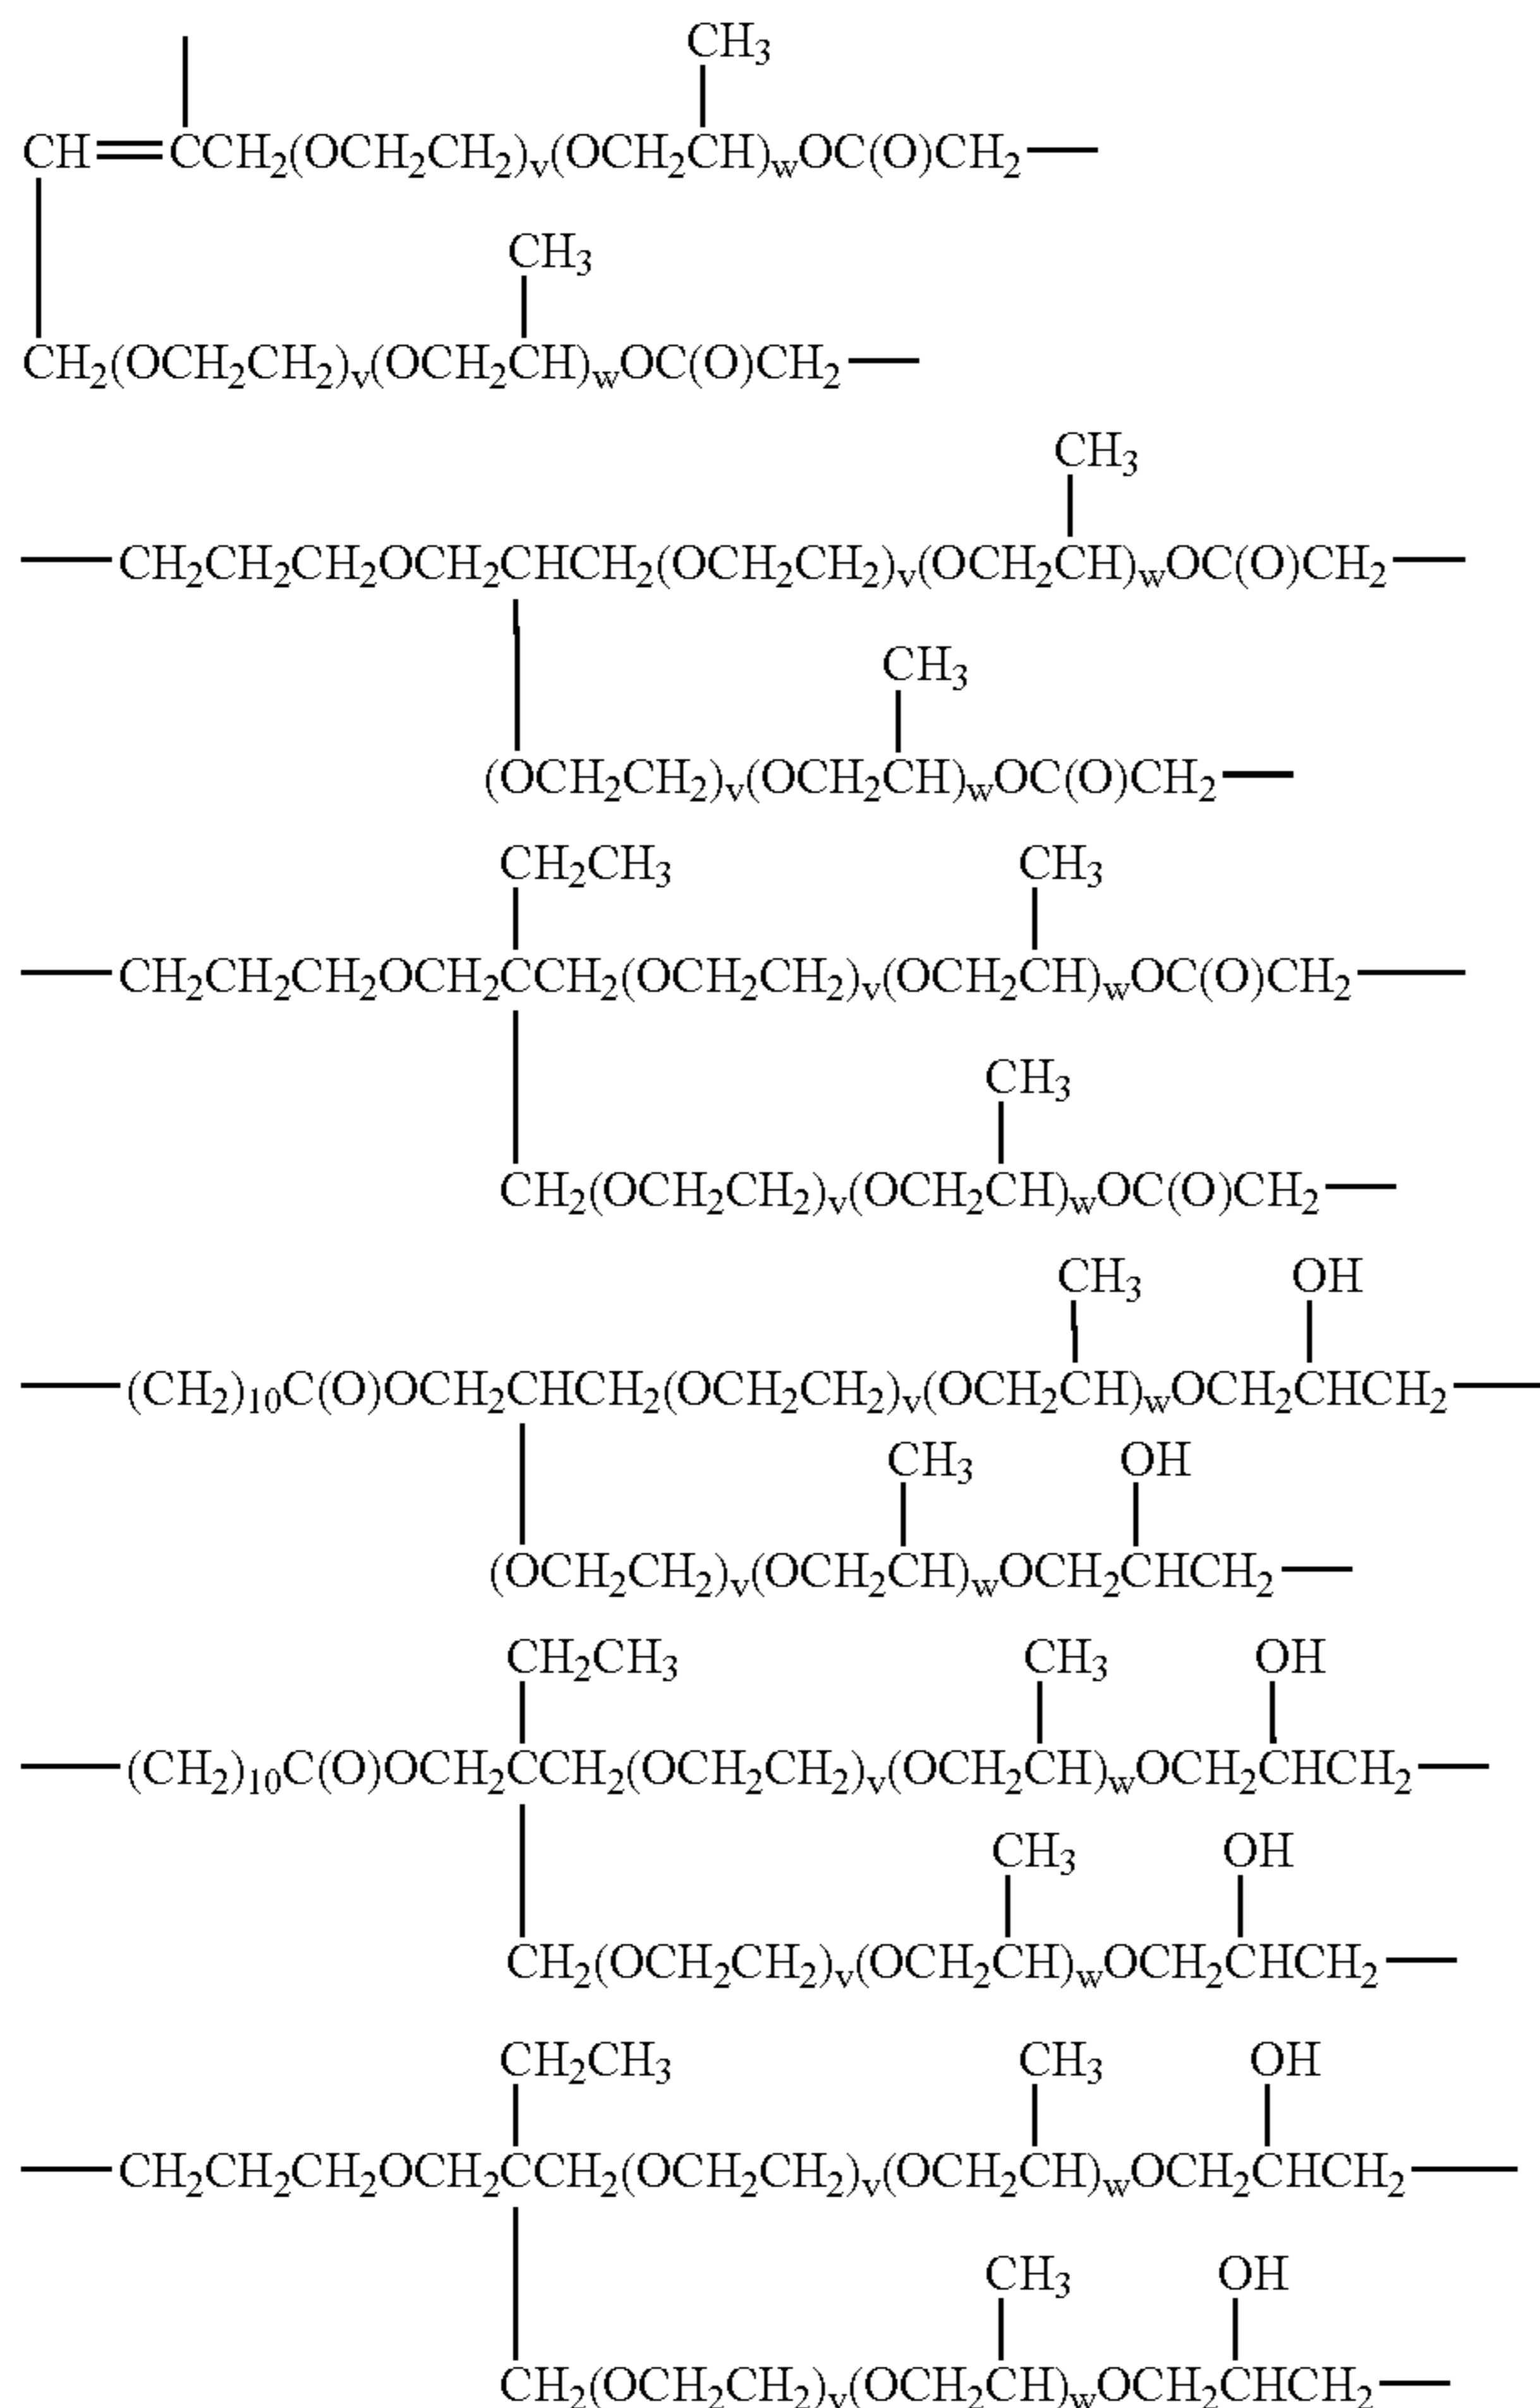 CH3
CH=CCH2(OCH2CH2)v(OCH2CH)wOC(O)CH2—
CH3
CH2(OCH2CH2)v(OCH2CH)wOC(O)CH2—
CH3
—CH2CH2CH2OCH2CHCH2(OCH2CH2)v(OCH2CH)wOC(O)CH2—
CH3
(OCH2CH2)v(OCH2CH)wOC(O)CH2—
CH2CH3 CH3
—CH2CH2CH2OCH2CCH2(OCH2CH2)v(OCH2CH)wOC(O)CH2—
CH3
CH2(OCH2CH2)v(OCH2CH)wOC(O)CH2—
CH3 OH
—(CH2)10C(O)OCH2CHCH2(OCH2CH2)v(OCH2CH)wOCH2CHCH2—
CH3 OH
(OCH2CH2)v(OCH2CH)wOCH2CHCH2—
CH2CH3 CH3 OH
—(CH2)10C(O)OCH2CCH2(OCH2CH2)v(OCH2CH)wOCH2CHCH2—
CH3 OH
CH2(OCH2CH2)v(OCH2CH)wOCH2CHCH2—
CH2CH3 CH3 OH
—CH2CH2CH2OCH2CCH2(OCH2CH2)v(OCH2CH)wOCH2CHCH2—
CH3 OH
CH2(OCH2CH2)v(OCH2CH)wOCH2CHCH2—